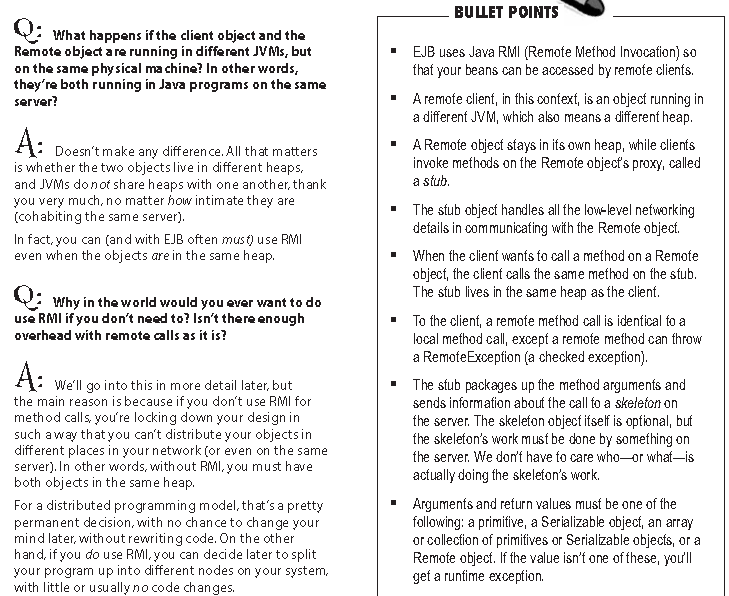 Q: What happens if the client object and the
Remote object are running in different JVMs, but
on the same physical machine? In other words,
they're both running in Java programs on the same
server?
A: Doesn't make any difference. All that matters
is whether the two objects live in different heaps,
and JVMs do not share heaps with one another, thank
you very much, no matter how intimate they are
(cohabiting the same server).
In fact, you can (and with EJB often must) use RMI
even when the objects are in the same heap.
Q: Why in the world would you ever want to do
use RMI if you don't need to? Isn't there enough
overhead with remote calls as it is?
A: We'll go into this in more detail later, but
the main reason is because if you don't use RMI for
method calls, you're locking down your design in
such a way that you can't distribute your objects in
different places in your network (or even on the same
server). In other words, without RMI, you must have
both objects in the same heap.
For a distributed programming model, that's a pretty
permanent decision, with no chance to change your
mind later, without rewriting code. On the other
hand, if you do use RMI, you can decide later to split
your program up into different nodes on your system,
with little or usually no code changes.
BULLET POINTS
▪ EJB uses Java RMI (Remote Method Invocation) so
that your beans can be accessed by remote clients.
▪ A remote client, in this context, is an object running in
a different JVM, which also means a different heap.
▪ A Remote object stays in its own heap, while clients
invoke methods on the Remote object's proxy, called
a stub.
▪ The stub object handles all the low-level networking
details in communicating with the Remote object.
▪ When the client wants to call a method on a Remote
object, the client calls the same method on the stub.
The stub lives in the same heap as the client.
▪ To the client, a remote method call is identical to a
local method call, except a remote method can throw
a RemoteException (a checked exception).
▪ The stub packages up the method arguments and
sends information about the call to a skeleton on
the server. The skeleton object itself is optional, but
the skeleton's work must be done by something on
the server. We don't have to care who—or what—is
actually doing the skeleton's work.
▪ Arguments and return values must be one of the
following: a primitive, a Serializable object, an array
or collection of primitives or Serializable objects, or a
Remote object. If the value isn't one of these, you'll
get a runtime exception.